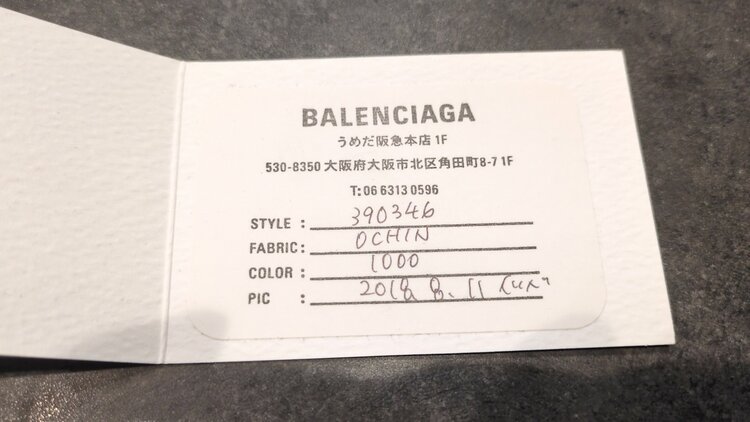 BALENCIAGA
うめだ阪急本店 1F
530-8350 大阪府大阪市北区角田町8-7 1F
T: 06 6313 0596
STYLE : 390346
FABRIC: OCHIN
COLOR : 1000
PIC : 2018. 8. 11